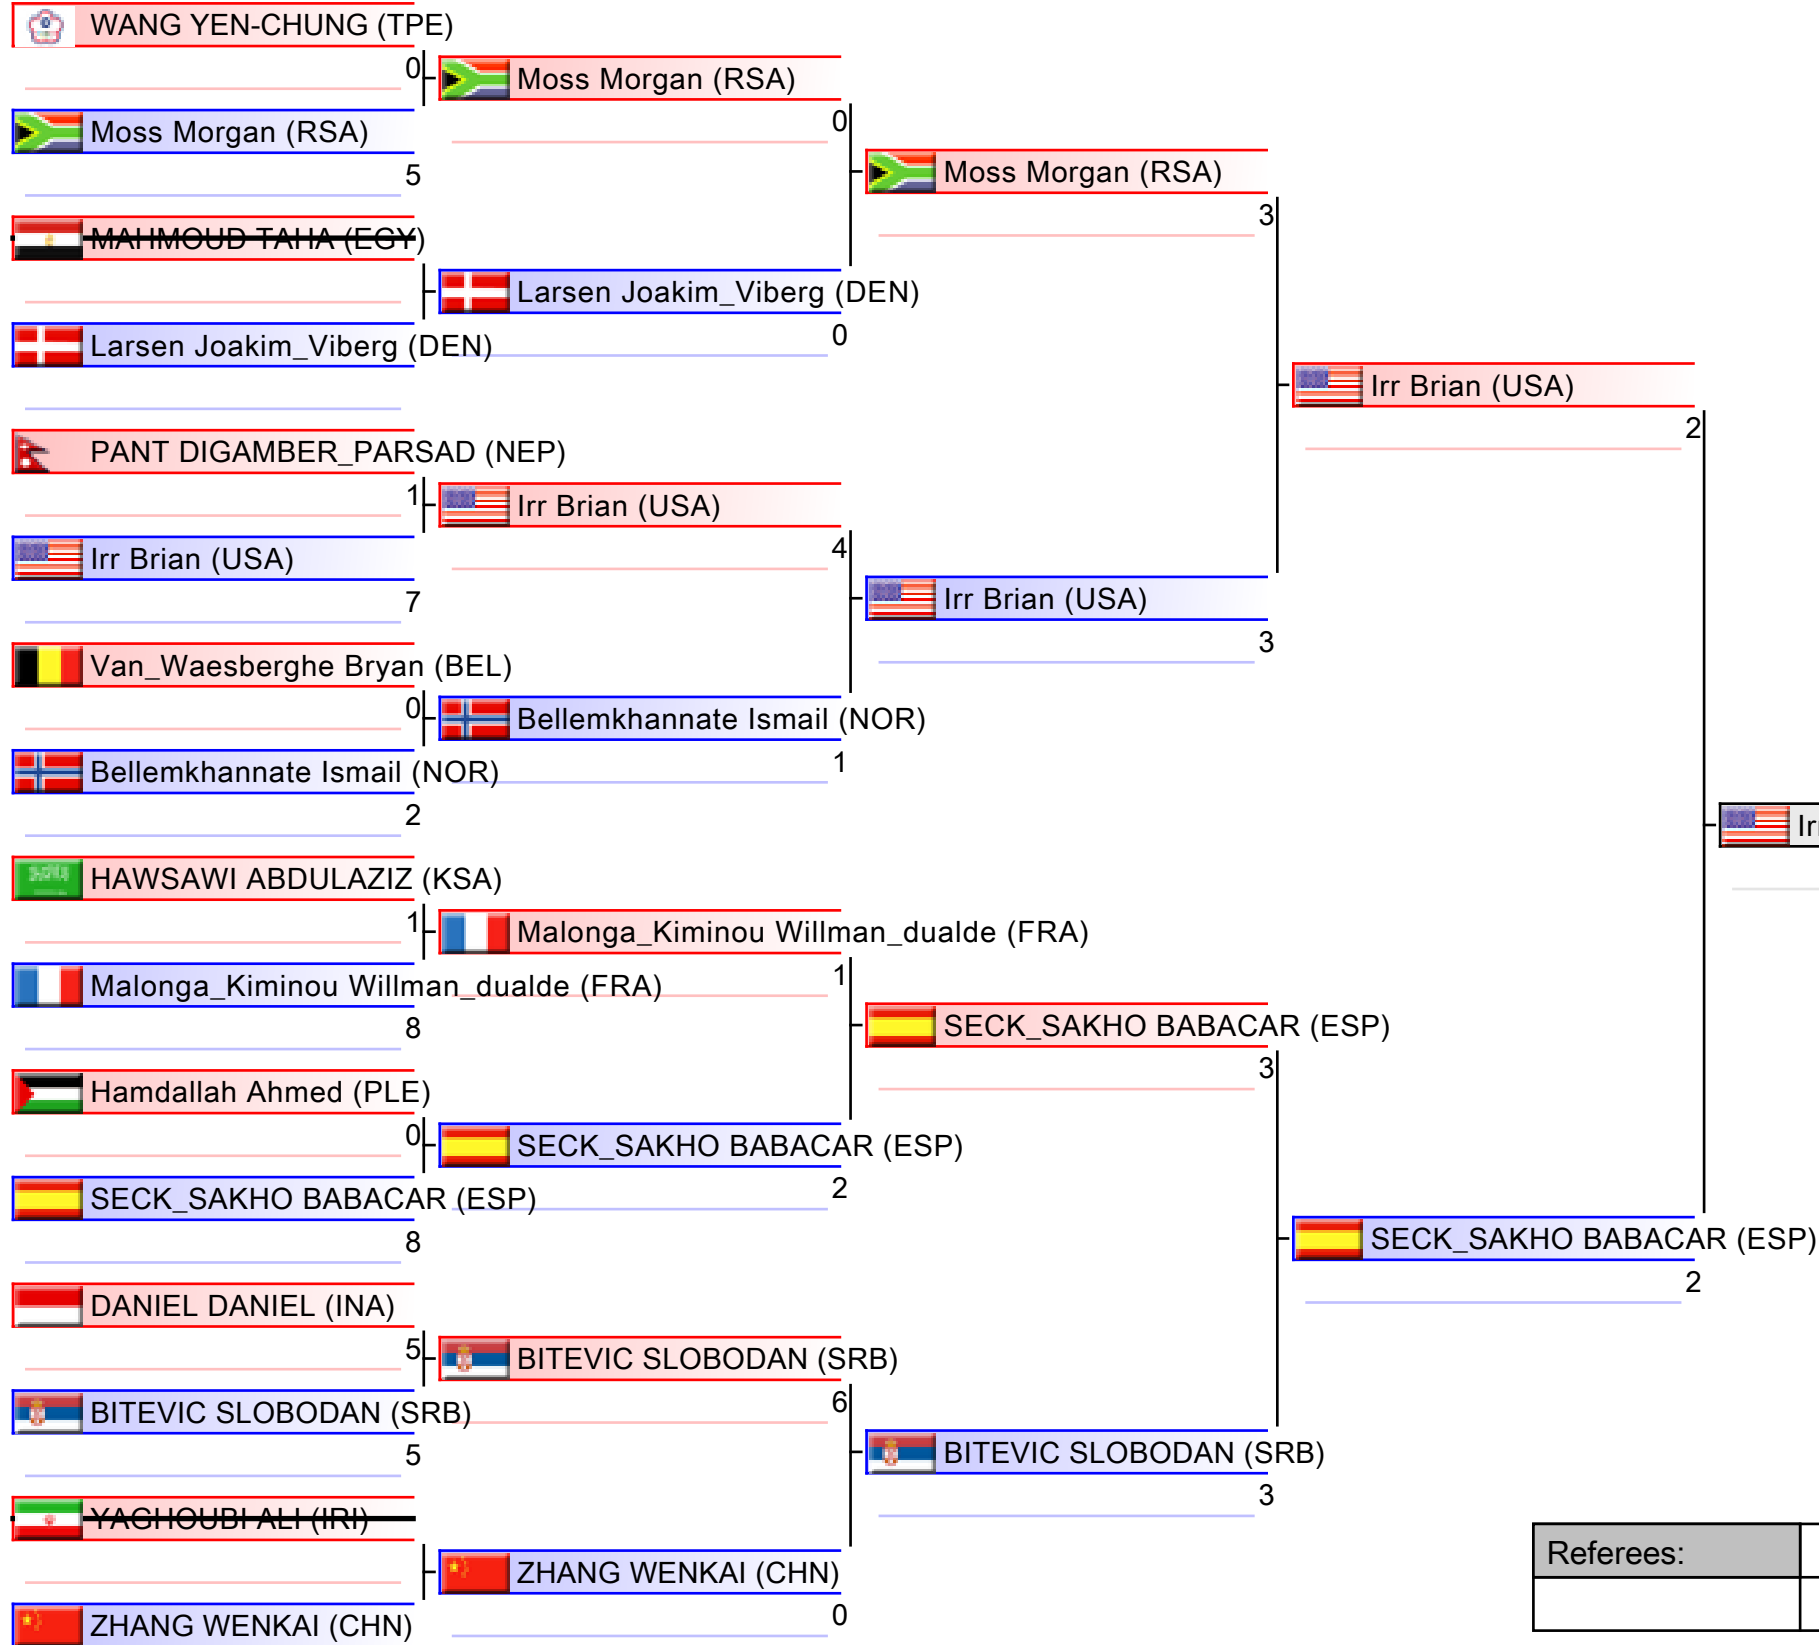 WANG YEN-CHUNG (TPE)
0
Moss Morgan (RSA)
5
MAHMOUD TAHA (EGY)
Larsen Joakim_Viberg (DEN)
PANT DIGAMBER_PARSAD (NEP)
1
Irr Brian (USA)
7
Van_Waesberghe Bryan (BEL)
0
Bellemkhannate Ismail (NOR)
2
HAWSAWI ABDULAZIZ (KSA)
1
Malonga_Kiminou Willman_dualde (FRA)
8
Hamdallah Ahmed (PLE)
0
SECK_SAKHO BABACAR (ESP)
8
DANIEL DANIEL (INA)
5
BITEVIC SLOBODAN (SRB)
5
YAGHOUBI ALI (IRI)
ZHANG WENKAI (CHN)
Moss Morgan (RSA)
0
Larsen Joakim_Viberg (DEN)
0
Irr Brian (USA)
4
Bellemkhannate Ismail (NOR)
1
Malonga_Kiminou Willman_dualde (FRA)
1
SECK_SAKHO BABACAR (ESP)
2
BITEVIC SLOBODAN (SRB)
6
ZHANG WENKAI (CHN)
0
Moss Morgan (RSA)
3
Irr Brian (USA)
3
SECK_SAKHO BABACAR (ESP)
3
BITEVIC SLOBODAN (SRB)
3
Irr Brian (USA)
2
SECK_SAKHO BABACAR (ESP)
2
Referees: